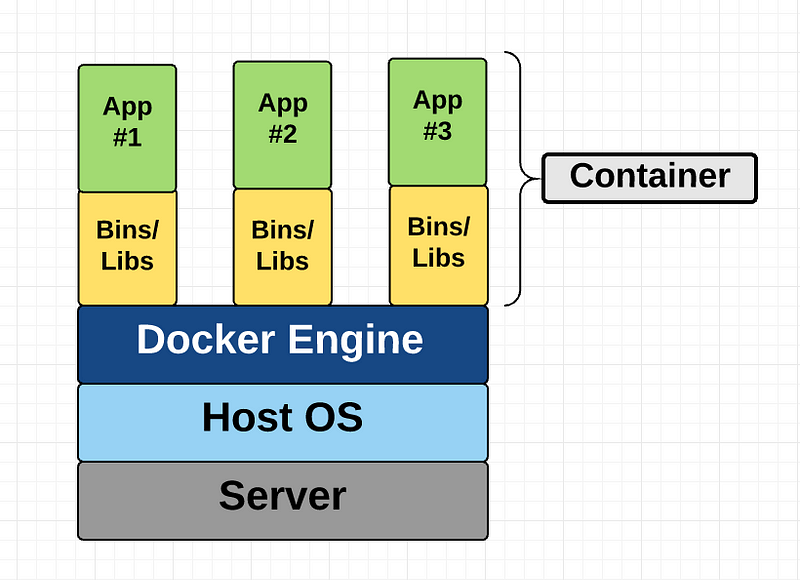 App
#1
App
#2
App
#3
Container
Bins/
Libs
Bins/
Libs
Bins/
Libs
Docker Engine
Host OS
Server